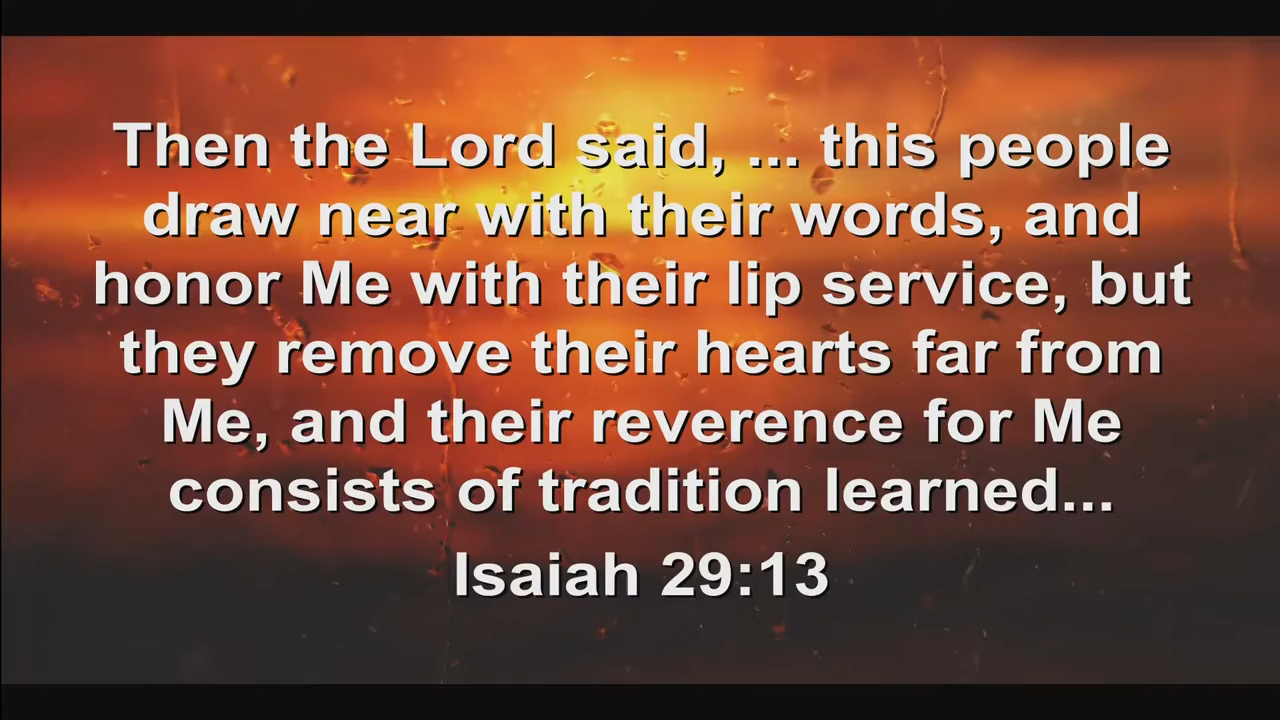 Then the Lord said, ... this people
draw near with their words, and
honor Me with their lip service, but
they remove their hearts far from
Me, and their reverence for Me
consists of tradition learned...
Isaiah 29:13